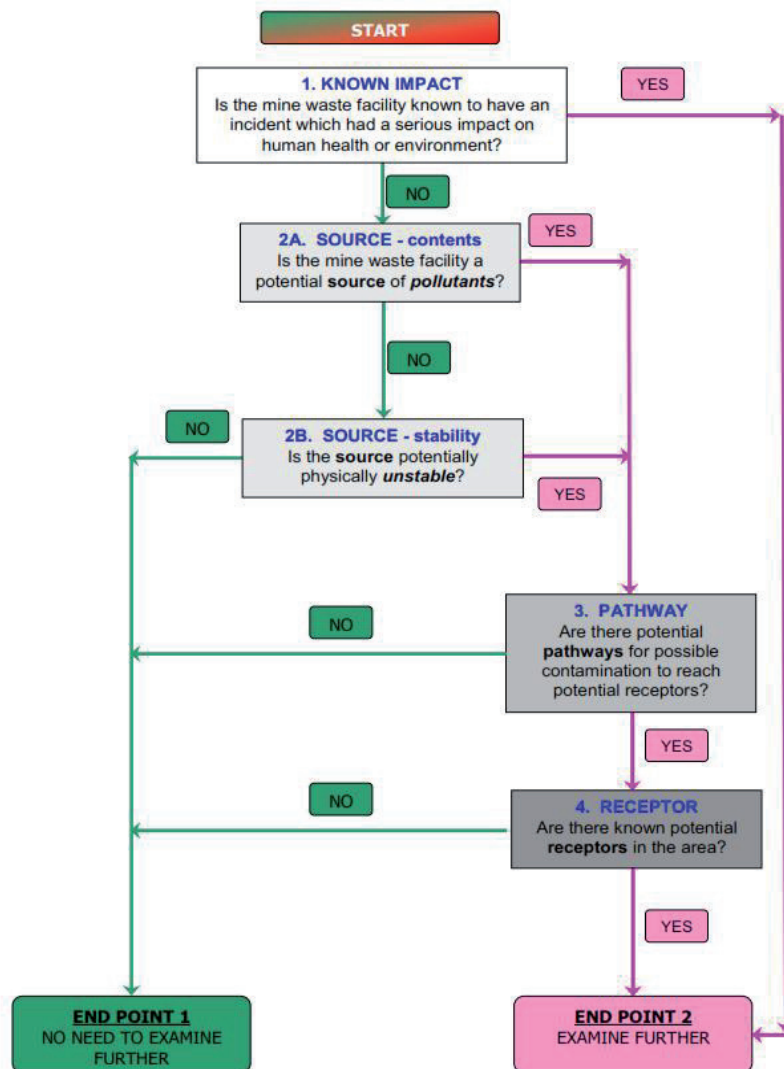 START
1. KNOWN IMPACT
Is the mine waste facility known to have an
incident which had a serious impact on
human health or environment?
YES
NO
2A. SOURCE - contents
Is the mine waste facility a
potential source of pollutants?
YES
NO
NO
2B. SOURCE - stability
Is the source potentially
physically unstable?
YES
3. PATHWAY
Are there potential
pathways for possible
contamination to reach
potential receptors?
NO
YES
4. RECEPTOR
Are there known potential
receptors in the area?
NO
YES
END POINT 1
NO NEED TO EXAMINE
FURTHER
END POINT 2
EXAMINE FURTHER